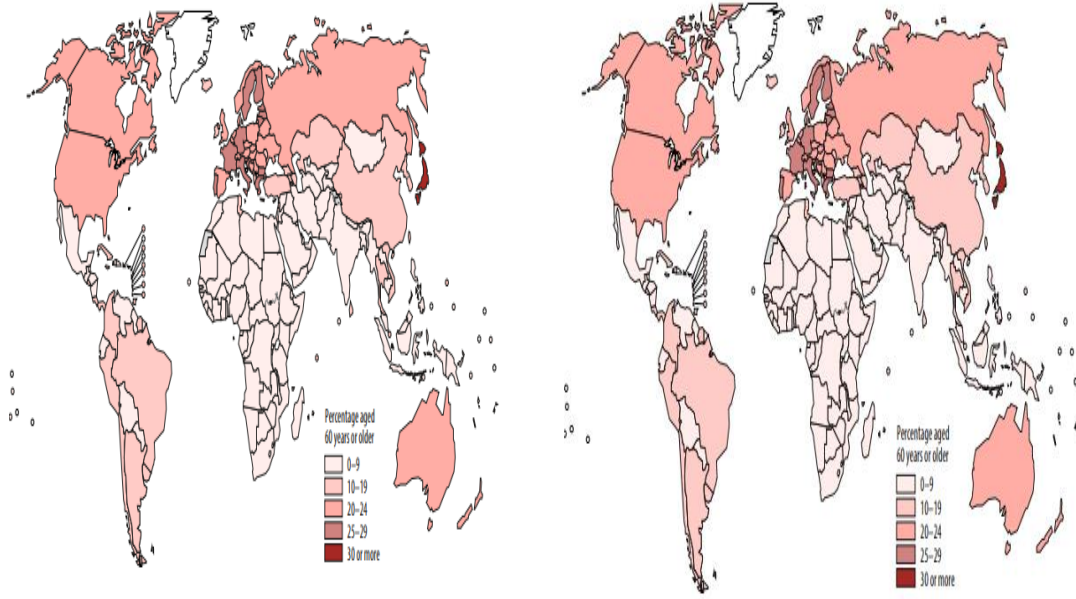 Percentage aged
60 years or older
0–9
10–19
20–24
25–29
30 or more
Percentage aged
60 years or older
0–9
10–19
20–24
25–29
30 or more